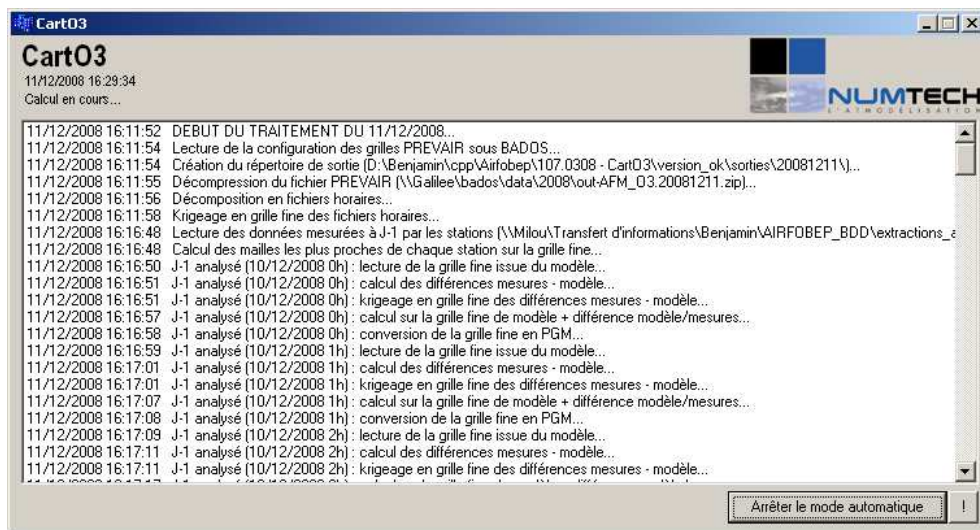 CartO3
CartO3
11/12/2008 16:29:34
Calcul en cours...
NUMTECH
L'ATMODÉLISATION
11/12/2008 16:11:52 DEBUT DU TRAITEMENT DU 11/12/2008...
11/12/2008 16:11:54 Lecture de la configuration des grilles PREVAIR sous BADOS...
11/12/2008 16:11:54 Création du répertoire de sortie (D:\Benjamin\cpp\Airfobep\107.0308 - CartO3\version_ok\sorties\20081211\)...
11/12/2008 16:11:55 Décompression du fichier PREVAIR (\\Galilee\bados\data\2008\out-AFM_O3.20081211.zip)...
11/12/2008 16:11:56 Décomposition en fichiers horaires...
11/12/2008 16:11:58 Krigeage en grille fine des fichiers horaires...
11/12/2008 16:16:48 Lecture des données mesurées à J-1 par les stations (\\Milou\Transfert d'informations\Benjamin\AIRFOBEP_BDD\extractions_a
11/12/2008 16:16:48 Calcul des mailles les plus proches de chaque station sur la grille fine...
11/12/2008 16:16:50 J-1 analysé (10/12/2008 0h) : lecture de la grille fine issue du modèle...
11/12/2008 16:16:51 J-1 analysé (10/12/2008 0h) : calcul des différences mesures - modèle...
11/12/2008 16:16:51 J-1 analysé (10/12/2008 0h) : krigeage en grille fine des différences mesures - modèle...
11/12/2008 16:16:57 J-1 analysé (10/12/2008 0h) : calcul sur la grille fine de modèle + différence modèle/mesures...
11/12/2008 16:16:58 J-1 analysé (10/12/2008 0h) : conversion de la grille fine en PGM...
11/12/2008 16:16:59 J-1 analysé (10/12/2008 1h) : lecture de la grille fine issue du modèle...
11/12/2008 16:17:01 J-1 analysé (10/12/2008 1h) : calcul des différences mesures - modèle...
11/12/2008 16:17:01 J-1 analysé (10/12/2008 1h) : krigeage en grille fine des différences mesures - modèle...
11/12/2008 16:17:07 J-1 analysé (10/12/2008 1h) : calcul sur la grille fine de modèle + différence modèle/mesures...
11/12/2008 16:17:08 J-1 analysé (10/12/2008 1h) : conversion de la grille fine en PGM...
11/12/2008 16:17:09 J-1 analysé (10/12/2008 2h) : lecture de la grille fine issue du modèle...
11/12/2008 16:17:11 J-1 analysé (10/12/2008 2h) : calcul des différences mesures - modèle...
11/12/2008 16:17:11 J-1 analysé (10/12/2008 2h) : krigeage en grille fine des différences mesures - modèle...
Arrêter le mode automatique
!